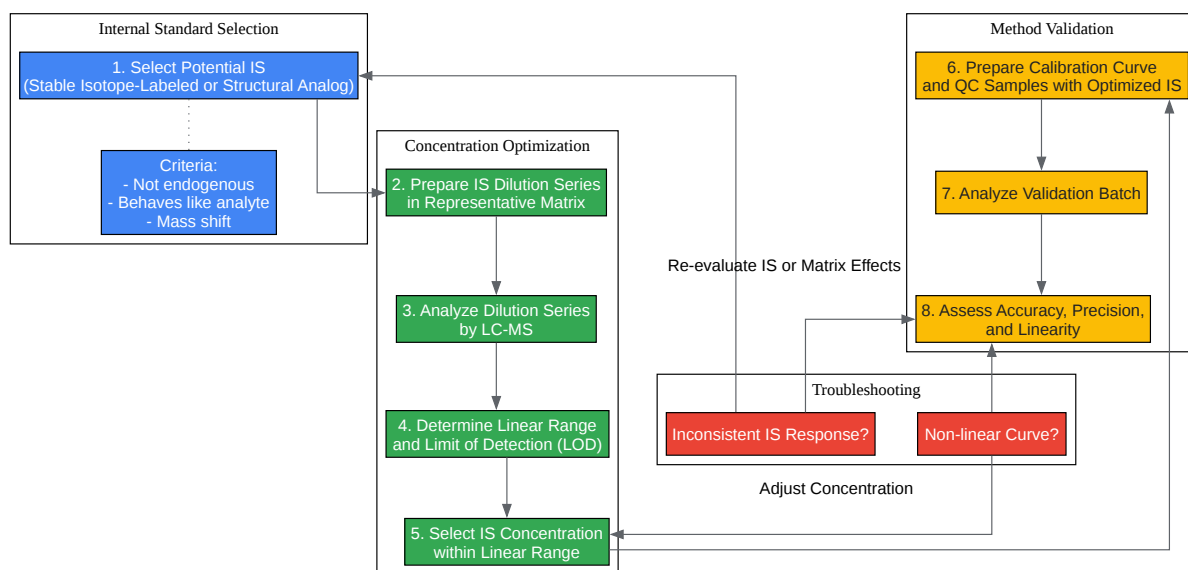 Internal Standard Selection
1. Select Potential IS
(Stable Isotope-Labeled or Structural Analog)
Criteria:
- Not endogenous
- Behaves like analyte
- Mass shift
Concentration Optimization
2. Prepare IS Dilution Series
in Representative Matrix
3. Analyze Dilution Series
by LC-MS
4. Determine Linear Range
and Limit of Detection (LOD)
5. Select IS Concentration
within Linear Range
Method Validation
6. Prepare Calibration Curve
and QC Samples with Optimized IS
7. Analyze Validation Batch
8. Assess Accuracy, Precision,
and Linearity
Re-evaluate IS or Matrix Effects
Troubleshooting
Inconsistent IS Response?
Non-linear Curve?
Adjust Concentration